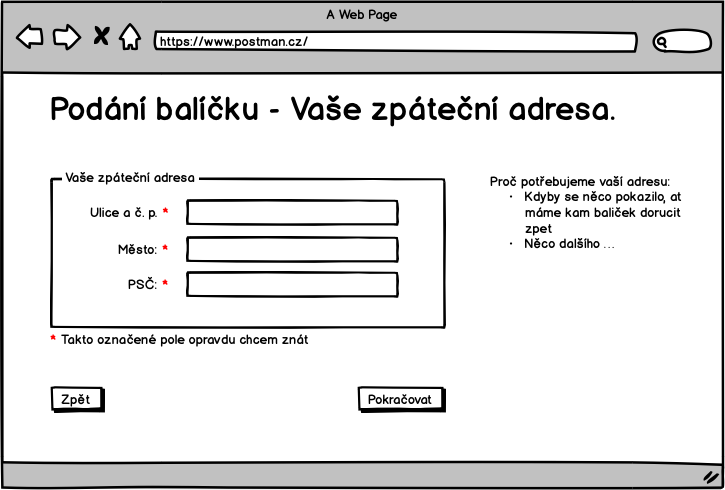 A Web Page
https://www.postman.cz/
Podání balíčku - Vaše zpáteční adresa.
Vaše zpáteční adresa
Ulice a č. p. *
Město: *
PSČ: *
* Takto označené pole opravdu chcem znát
Proč potřebujeme vaší adresu:
• Kdyby se něco pokazilo, at
máme kam baliček dorucit
zpet
• Něco dalšího ...
Zpět
Pokračovat